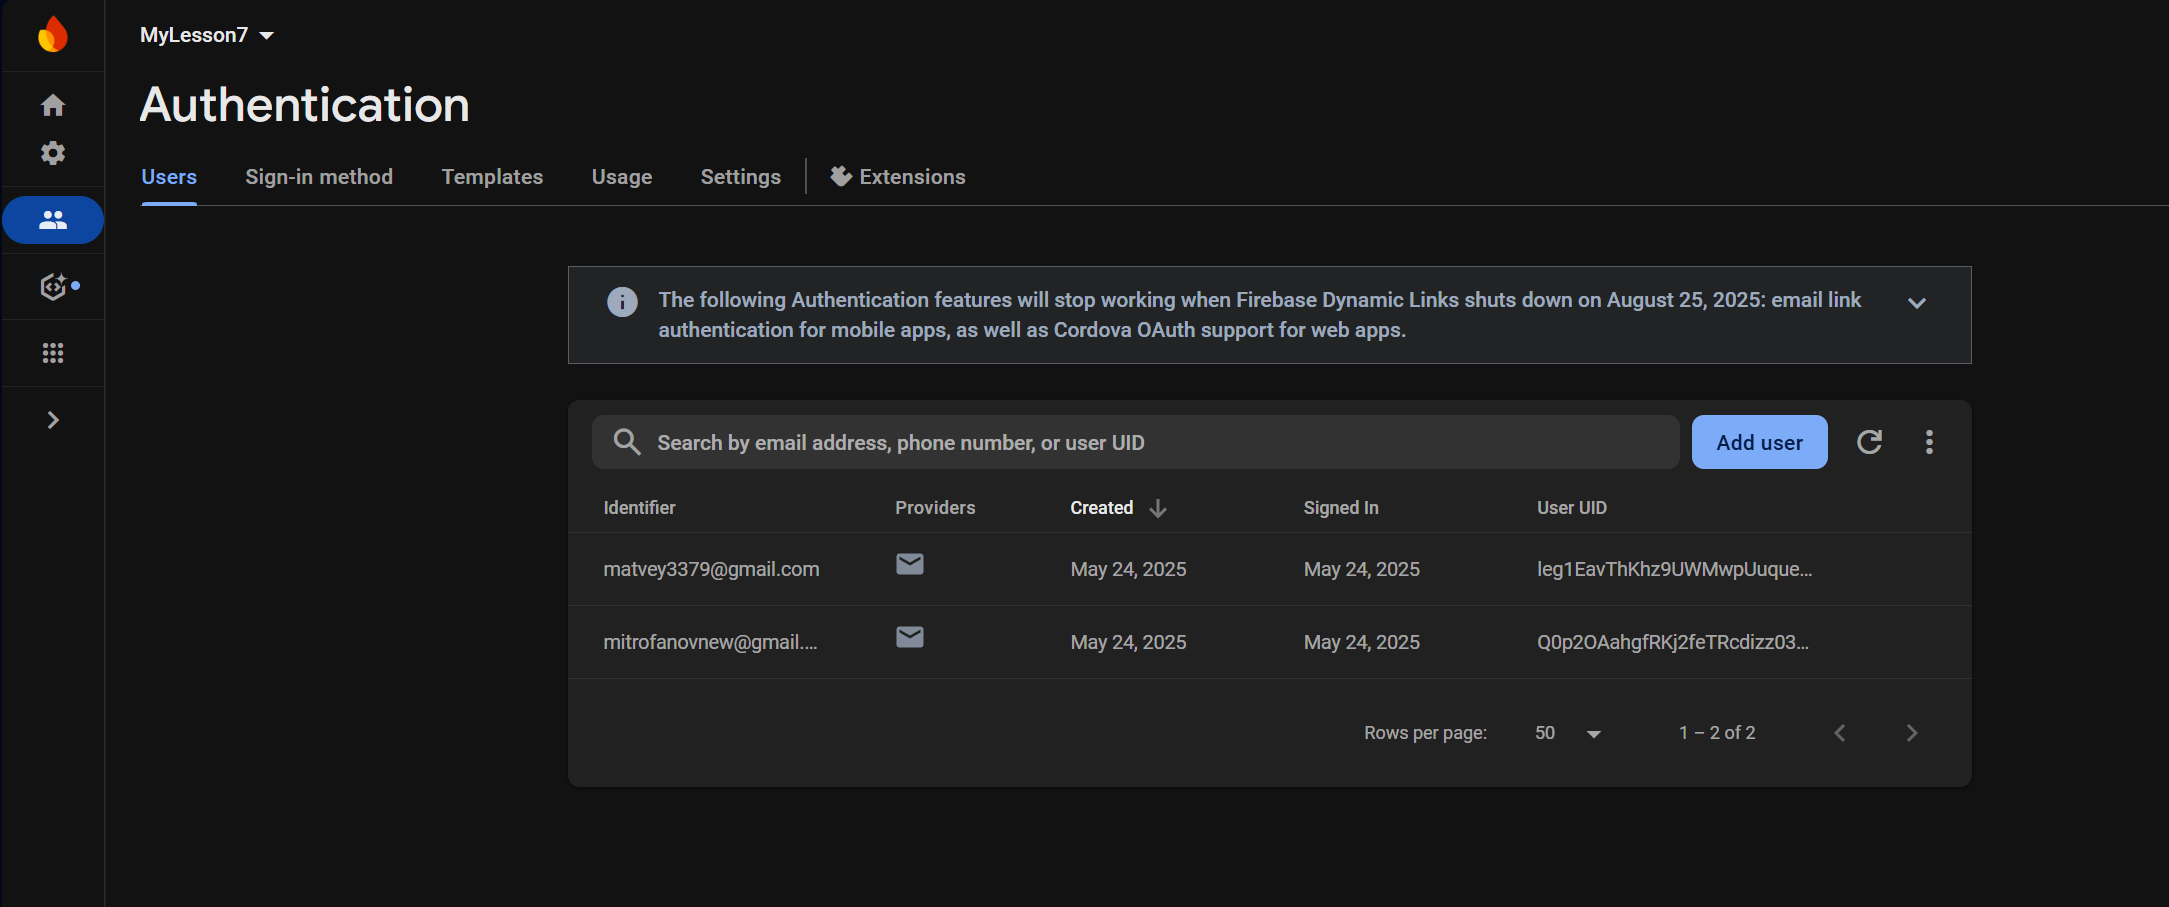 MyLesson7
Authentication
Users Sign-in method Templates Usage Settings Extensions
The following Authentication features will stop working when Firebase Dynamic Links shuts down on August 25, 2025: email link
authentication for mobile apps, as well as Cordova OAuth support for web apps.
Search by email address, phone number, or user UID Add user
Identifier Providers Created Signed In User UID
matvey3379@gmail.com May 24, 2025 May 24, 2025 leg1EavThKhz9UWMwpUuque...
mitrofanovnew@gmail.... May 24, 2025 May 24, 2025 Q0p2OAahgfRKj2feTRcdizz03...
Rows per page: 50 1 – 2 of 2